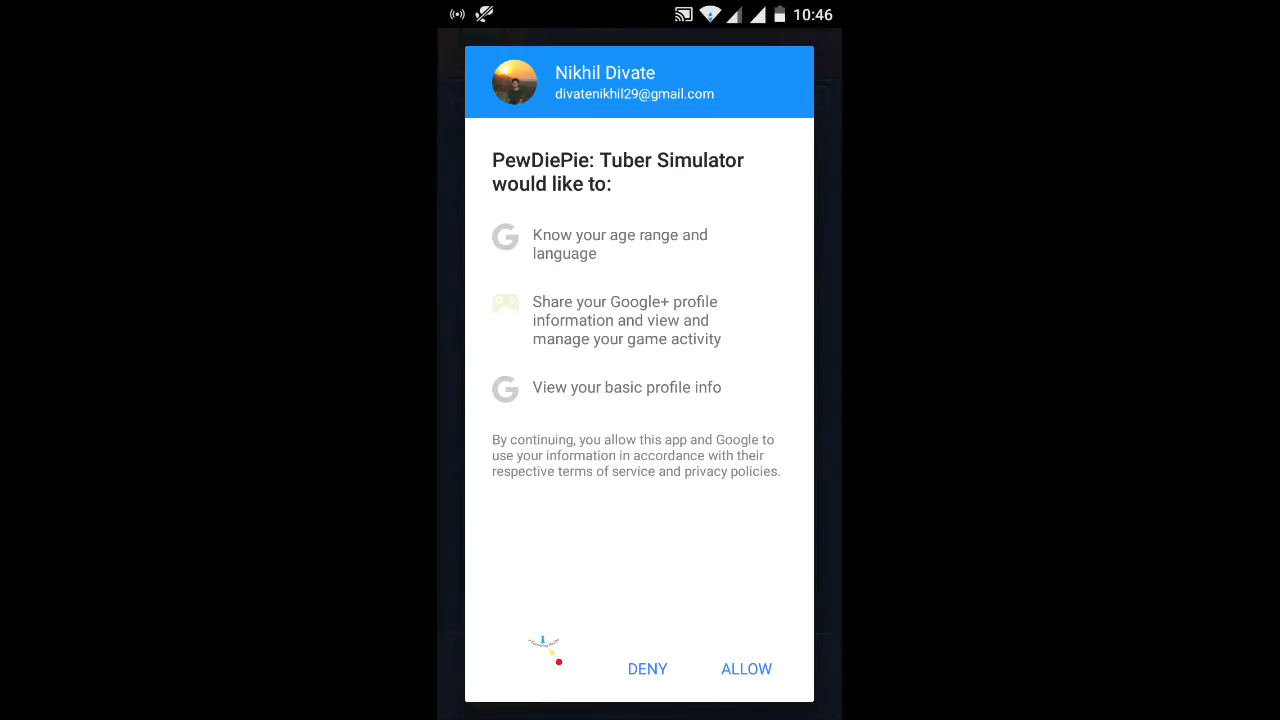 10:46
Nikhil Divate
divatenikhil29@gmail.com
PewDiePie: Tuber Simulator
would like to:
Know your age range and
language
Share your Google+ profile
information and view and
manage your game activity
View your basic profile info
By continuing, you allow this app and Google to
use your information in accordance with their
respective terms of service and privacy policies.
DENY
ALLOW